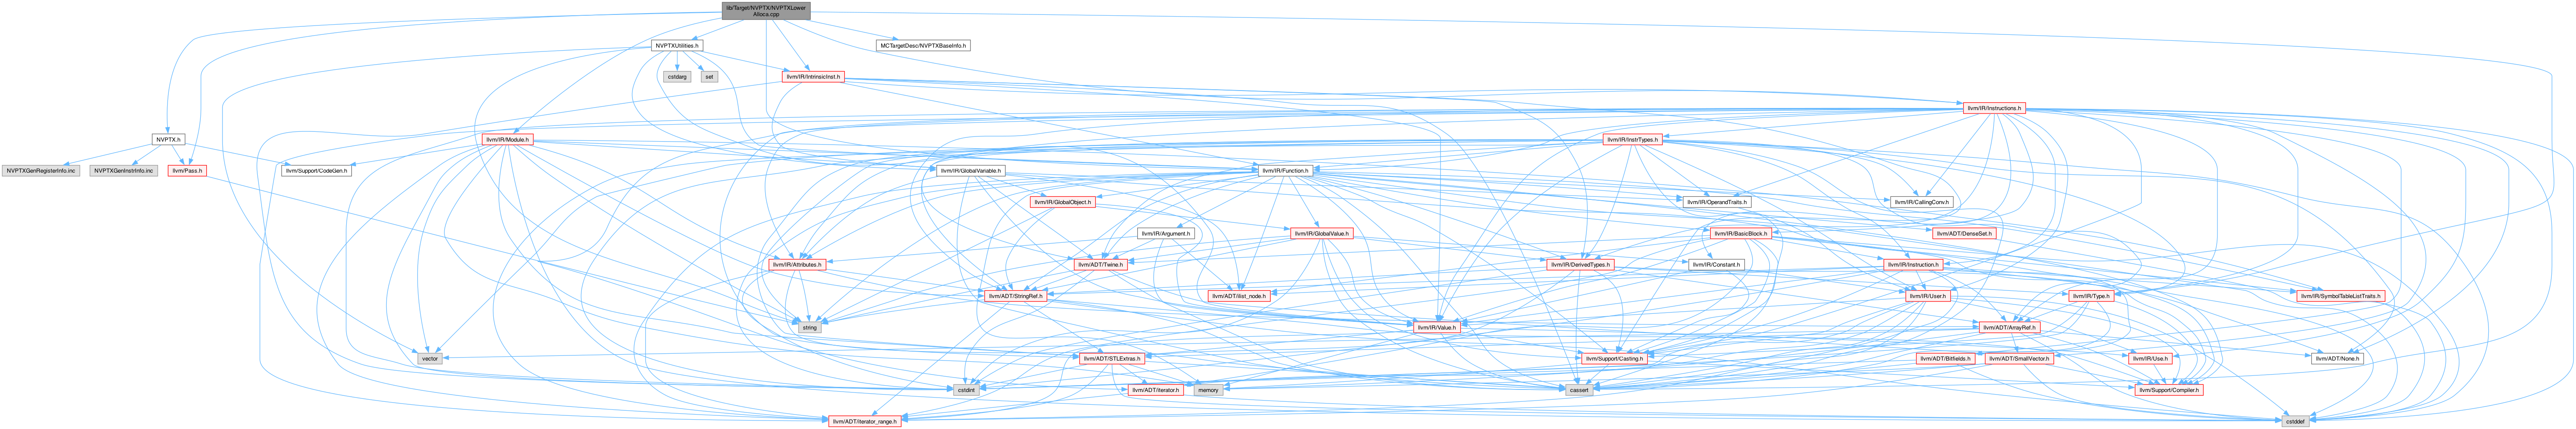 lib/Target/NVPTX/NVPTXLower
Alloca.cpp
NVPTXUtilities.h
MCTargetDesc/NVPTXBaseInfo.h
cstdarg
set
llvm/IR/IntrinsicInst.h
llvm/IR/Instructions.h
NVPTX.h
llvm/IR/Module.h
llvm/IR/InstrTypes.h
NVPTXGenRegisterInfo.inc
NVPTXGenInstrInfo.inc
llvm/Pass.h
llvm/Support/CodeGen.h
llvm/IR/GlobalVariable.h
llvm/IR/Function.h
llvm/IR/GlobalObject.h
llvm/IR/OperandTraits.h
llvm/IR/CallingConv.h
llvm/IR/Argument.h
llvm/IR/GlobalValue.h
llvm/IR/BasicBlock.h
llvm/ADT/DenseSet.h
llvm/IR/Attributes.h
llvm/ADT/Twine.h
llvm/IR/DerivedTypes.h
llvm/IR/Constant.h
llvm/IR/Instruction.h
llvm/ADT/StringRef.h
llvm/ADT/ilist_node.h
llvm/IR/User.h
llvm/IR/Type.h
llvm/IR/SymbolTableListTraits.h
string
llvm/IR/Value.h
llvm/ADT/ArrayRef.h
vector
llvm/ADT/STLExtras.h
llvm/Support/Casting.h
llvm/ADT/Bitfields.h
llvm/ADT/SmallVector.h
llvm/IR/Use.h
llvm/ADT/None.h
cstdint
llvm/ADT/iterator.h
memory
cassert
llvm/Support/Compiler.h
llvm/ADT/iterator_range.h
cstddef